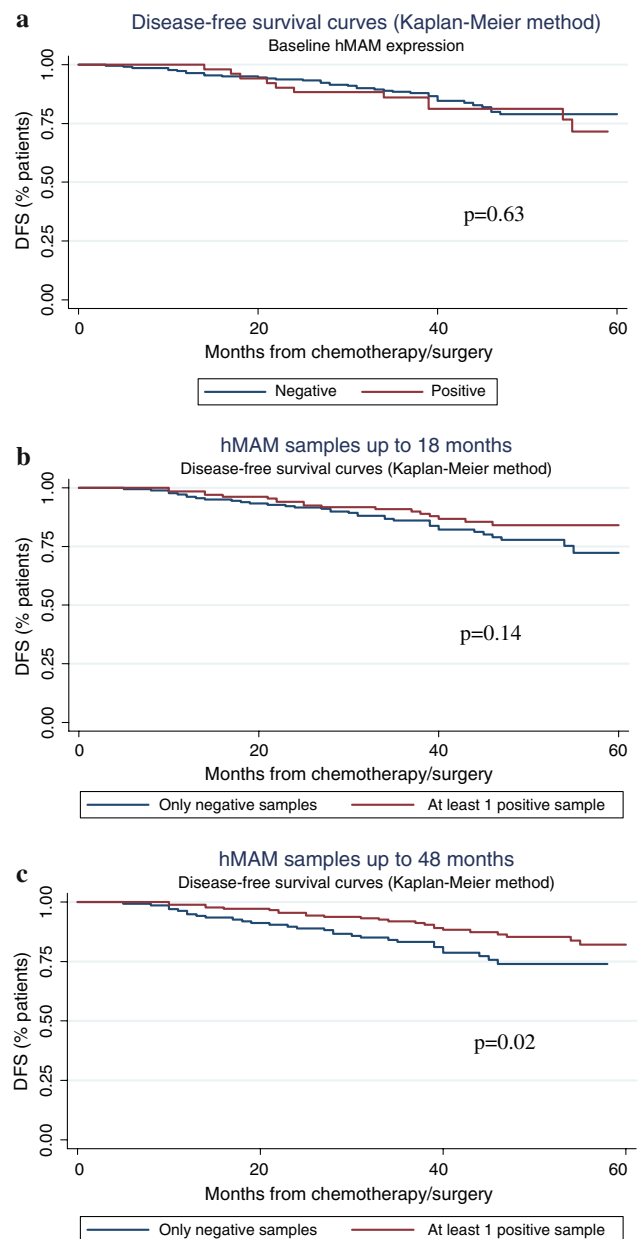 a
Disease-free survival curves (Kaplan-Meier method)
Baseline hMAM expression
DFS (% patients)
1.00
0.75
0.50
0.25
0.00
p=0.63
0 20 40 60
Months from chemotherapy/surgery
Negative Positive
b
hMAM samples up to 18 months
Disease-free survival curves (Kaplan-Meier method)
DFS (% patients)
1.00
0.75
0.50
0.25
0.00
p=0.14
0 20 40 60
Months from chemotherapy/surgery
Only negative samples At least 1 positive sample
c
hMAM samples up to 48 months
Disease-free survival curves (Kaplan-Meier method)
DFS (% patients)
1.00
0.75
0.50
0.25
0.00
p=0.02
0 20 40 60
Months from chemotherapy/surgery
Only negative samples At least 1 positive sample